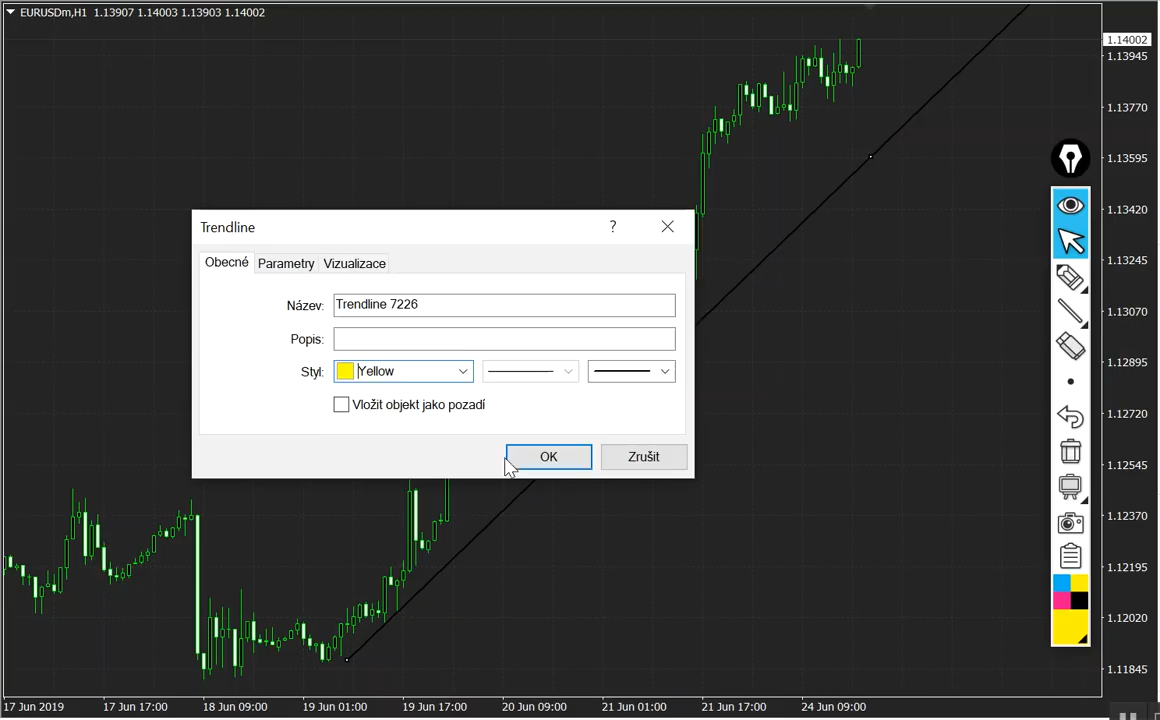 EURUSDm,H1 1.13907 1.14003 1.13903 1.14002
1.14002
1.13945
1.13770
1.13595
1.13420
1.13245
1.13070
1.12895
1.12720
1.12545
1.12370
1.12195
1.12020
1.11845
Trendline
?
Obecné Parametry Vizualizace
Název: Trendline 7226
Popis:
Styl: Yellow
Vložit objekt jako pozadí
OK Zrušit
17 Jun 2019 17 Jun 17:00 18 Jun 09:00 19 Jun 01:00 19 Jun 17:00 20 Jun 09:00 21 Jun 01:00 21 Jun 17:00 24 Jun 09:00